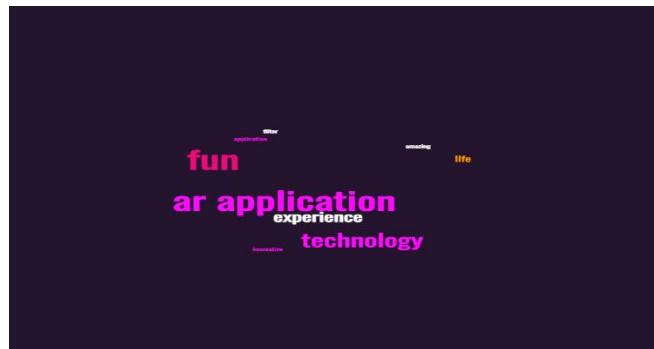 filter
application
amazing
fun
life
ar application
experience
technology
innovative